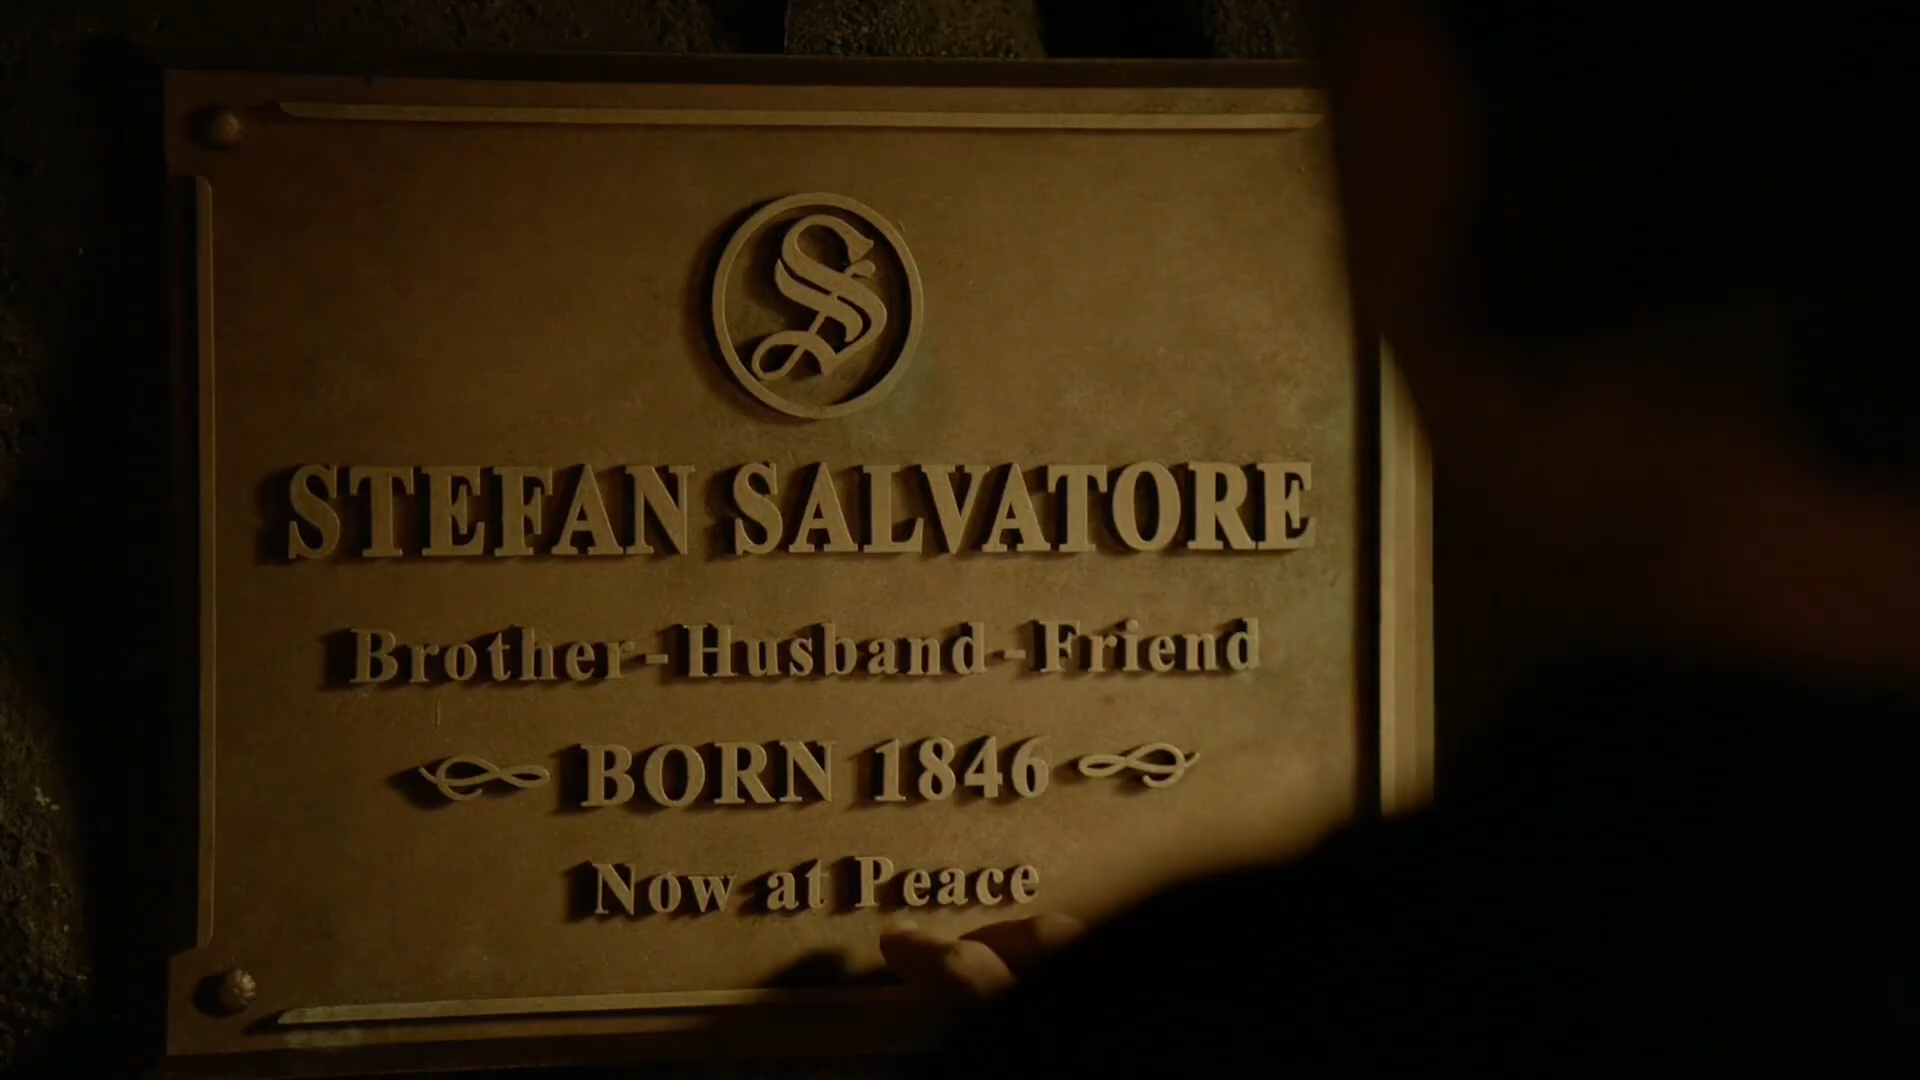 S
STEFAN SALVATORE
Brother-Husband-Friend
BORN 1846
Now at Peace